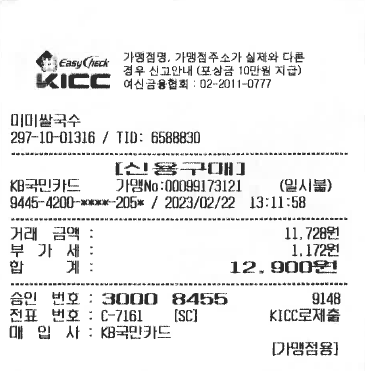 EasyCheck
KICC
가맹점명, 가맹점주소가 실제와 다른
경우 신고안내 (포상금 10만원 지급)
여신금융협회 : 02-2011-0777
미미쌀국수
297-10-01316 / TID: 6588830
[신용구매]
KB국민카드 가맹No:00099173121 (일시불)
9445-4200-****-205* / 2023/02/22 13:11:58
거래 금액 : 11,728원
부 가 세 : 1,172원
합 계 : 12,900원
승인 번호 : 3000 8455 9148
전표 번호 : C-7161 [SC] KICC로제출
매 입 사 : KB국민카드
[가맹점용]